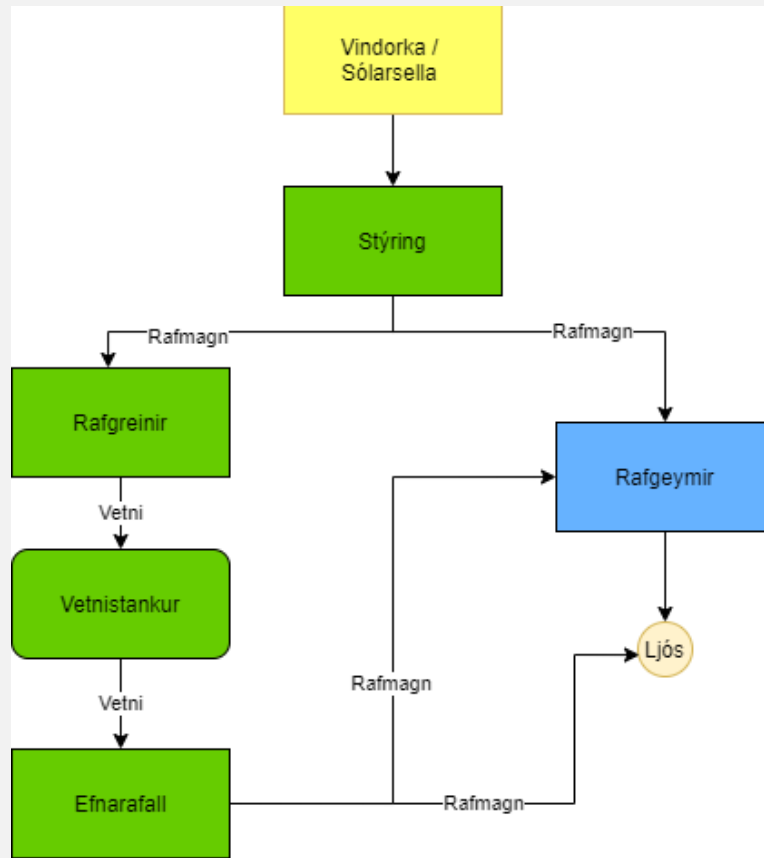 Vindorka /
Sólarsella
Stýring
Rafmagn
Rafmagn
Rafgreinir
Rafgeymir
Vetni
Vetnistankur
Ljós
Rafmagn
Vetni
Efnarafall
Rafmagn